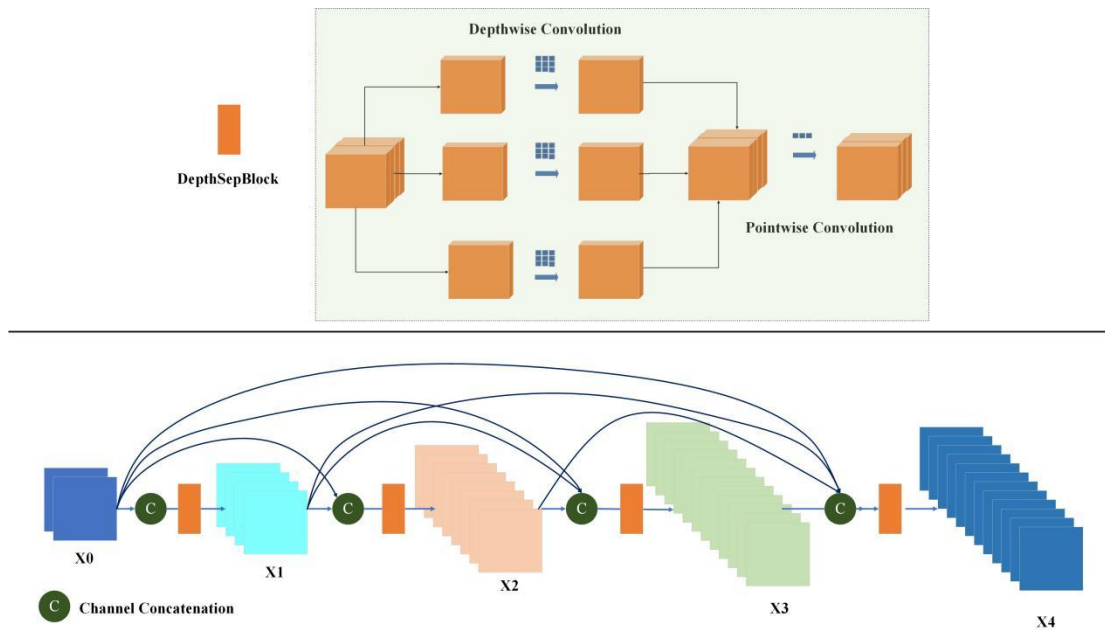 Depthwise Convolution
DepthSepBlock
Pointwise Convolution
C
C
C
C
X0
X1
X2
X3
X4
C
Channel Concatenation